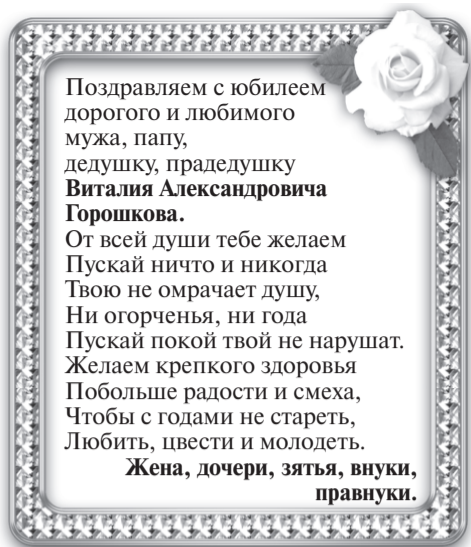 Поздравляем с юбилеем
дорогого и любимого
мужа, папу,
дедушку, прадедушку
Виталия Александровича
Горошкова.
От всей души тебе желаем
Пускай ничто и никогда
Твою не омрачает душу,
Ни огорченья, ни года
Пускай покой твой не нарушат.
Желаем крепкого здоровья
Побольше радости и смеха,
Чтобы с годами не стареть,
Любить, цвести и молодеть.
Жена, дочери, зятья, внуки,
правнуки.